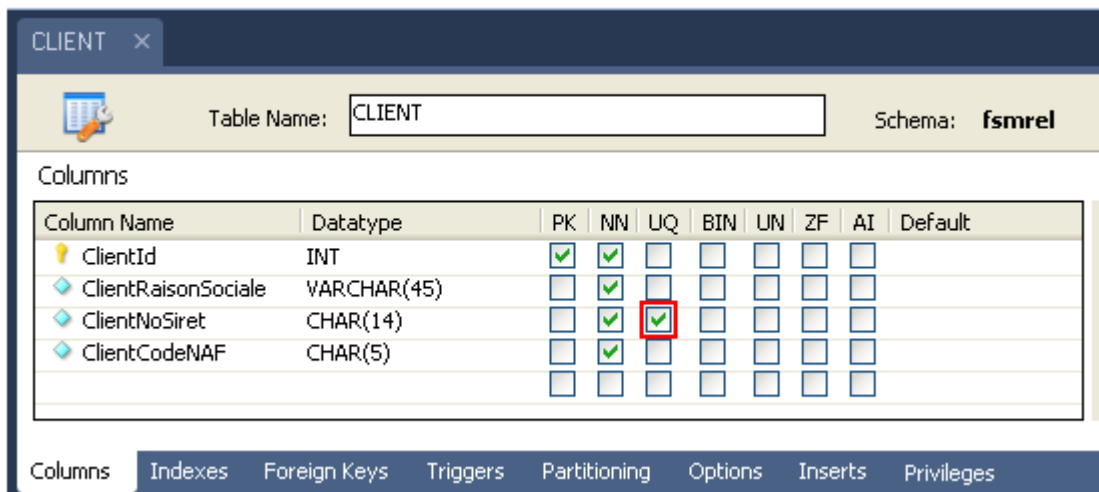 CLIENT ×
Table Name: CLIENT Schema: fsmrel
Columns
Column Name Datatype PK NN UQ BIN UN ZF AI Default
ClientId INT
ClientRaisonSociale VARCHAR(45)
ClientNoSiret CHAR(14)
ClientCodeNAF CHAR(5)
Columns Indexes Foreign Keys Triggers Partitioning Options Inserts Privileges